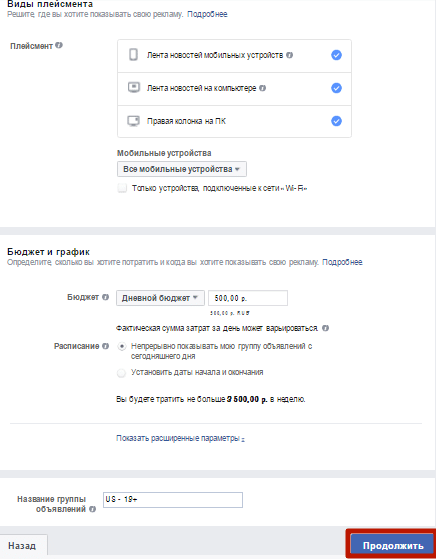 Виды плейсмента
Решите, где вы хотите показывать свою рекламу. Подробнее.
Плейсмент
Лента новостей мобильных устройств
Лента новостей на компьютере
Правая колонка на ПК
Мобильные устройства
Все мобильные устройства
Только устройства, подключенные к сети «Wi-Fi»
Бюджет и график
Определите, сколько вы хотите потратить и когда вы хотите показывать свою рекламу. Подробнее.
Бюджет Дневной бюджет 500,00 р.
500,00 р. RUB
Фактическая сумма затрат за день может варьироваться.
Расписание Непрерывно показывать мою группу объявлений с
сегодняшнего дня
Установить даты начала и окончания
Вы будете тратить не больше 3 500,00 р. в неделю.
Показать расширенные параметры
Название группы
объявлений
US - 19+
Назад Продолжить